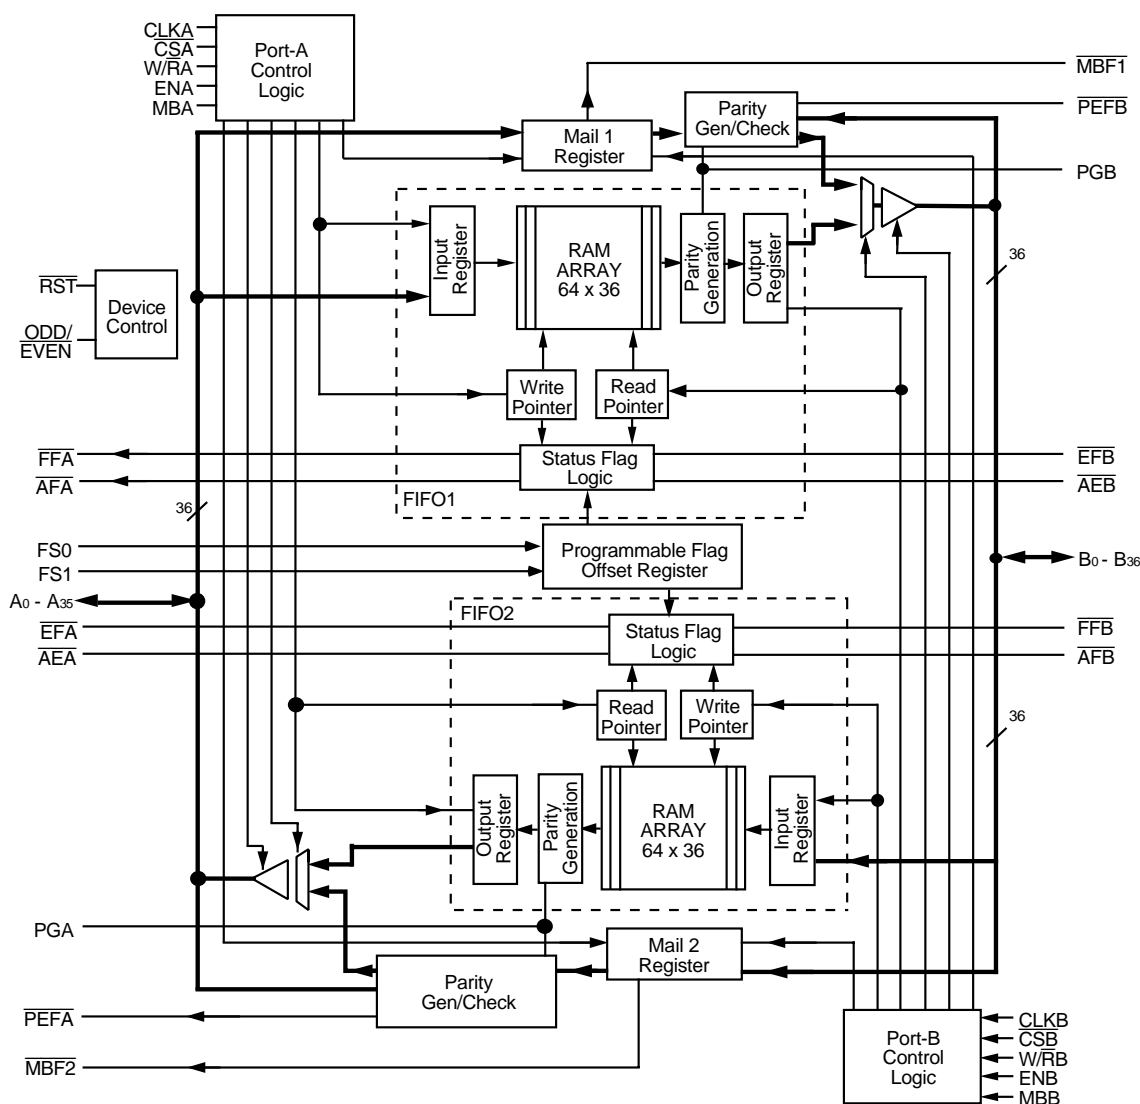 CLKA
CSA
W/RA
ENA
MBA
Port-A
Control
Logic
MBF1
Mail 1
Register
Parity
Gen/Check
PEFB
PGB
RST
ODD/
EVEN
Device
Control
Input
Register
RAM
ARRAY
64 x 36
Parity
Generation
Output
Register
36
Write
Pointer
Read
Pointer
FFA
AFA
Status Flag
Logic
EFB
AEB
FIFO1
36
FS0
FS1
Programmable Flag
Offset Register
A0 - A35
B0 - B36
FIFO2
EFA
AEA
Status Flag
Logic
FFB
AFB
Read
Pointer
Write
Pointer
36
Output
Register
Parity
Generation
RAM
ARRAY
64 x 36
Input
Register
PGA
Mail 2
Register
Parity
Gen/Check
PEFA
MBF2
Port-B
Control
Logic
CLKB
CSB
W/RB
ENB
MBB